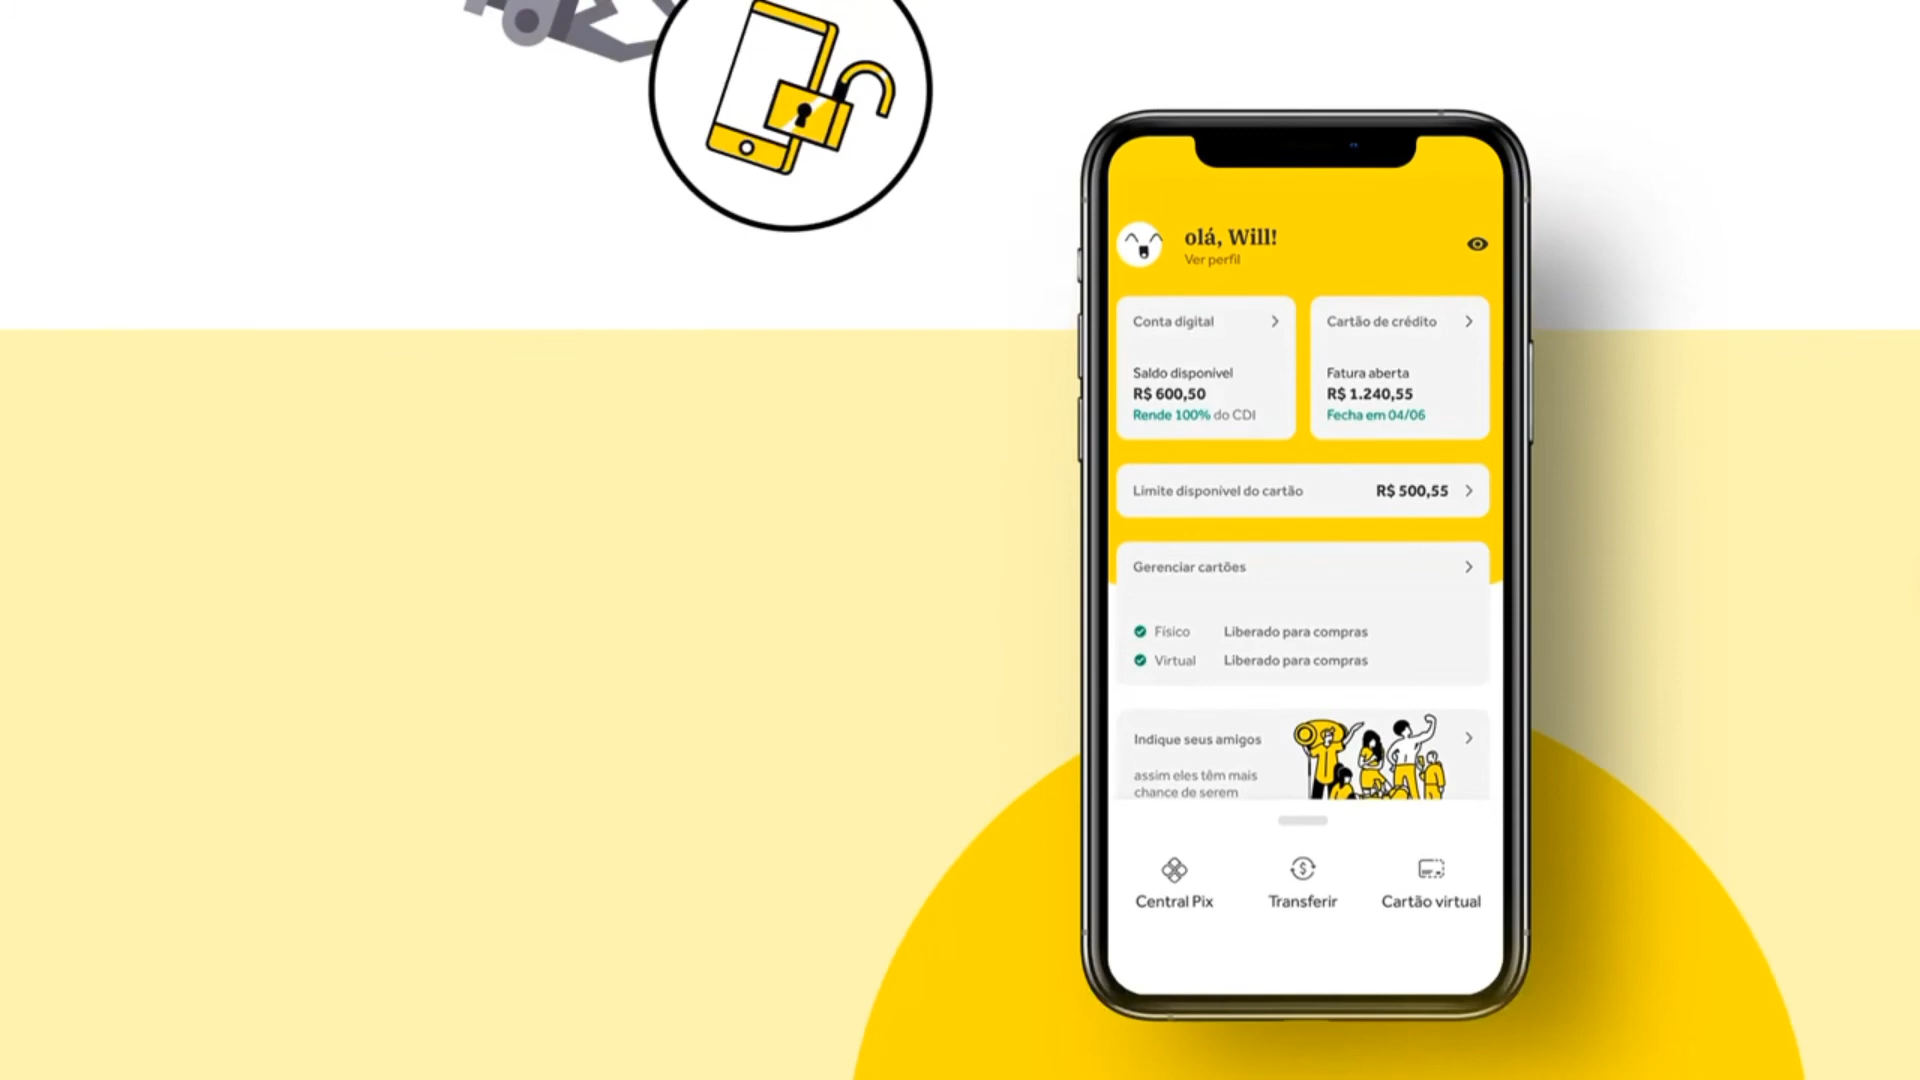 olá, Will!
Ver perfil
Conta digital
Saldo disponível
R$ 600,50
Rende 100% do CDI
Cartão de crédito
Fatura aberta
R$ 1.240,55
Fecha em 04/06
Limite disponível do cartão R$ 500,55
Gerenciar cartões
Físico Liberado para compras
Virtual Liberado para compras
Indique seus amigos
assim eles têm mais
chance de serem
Central Pix
Transferir
Cartão virtual